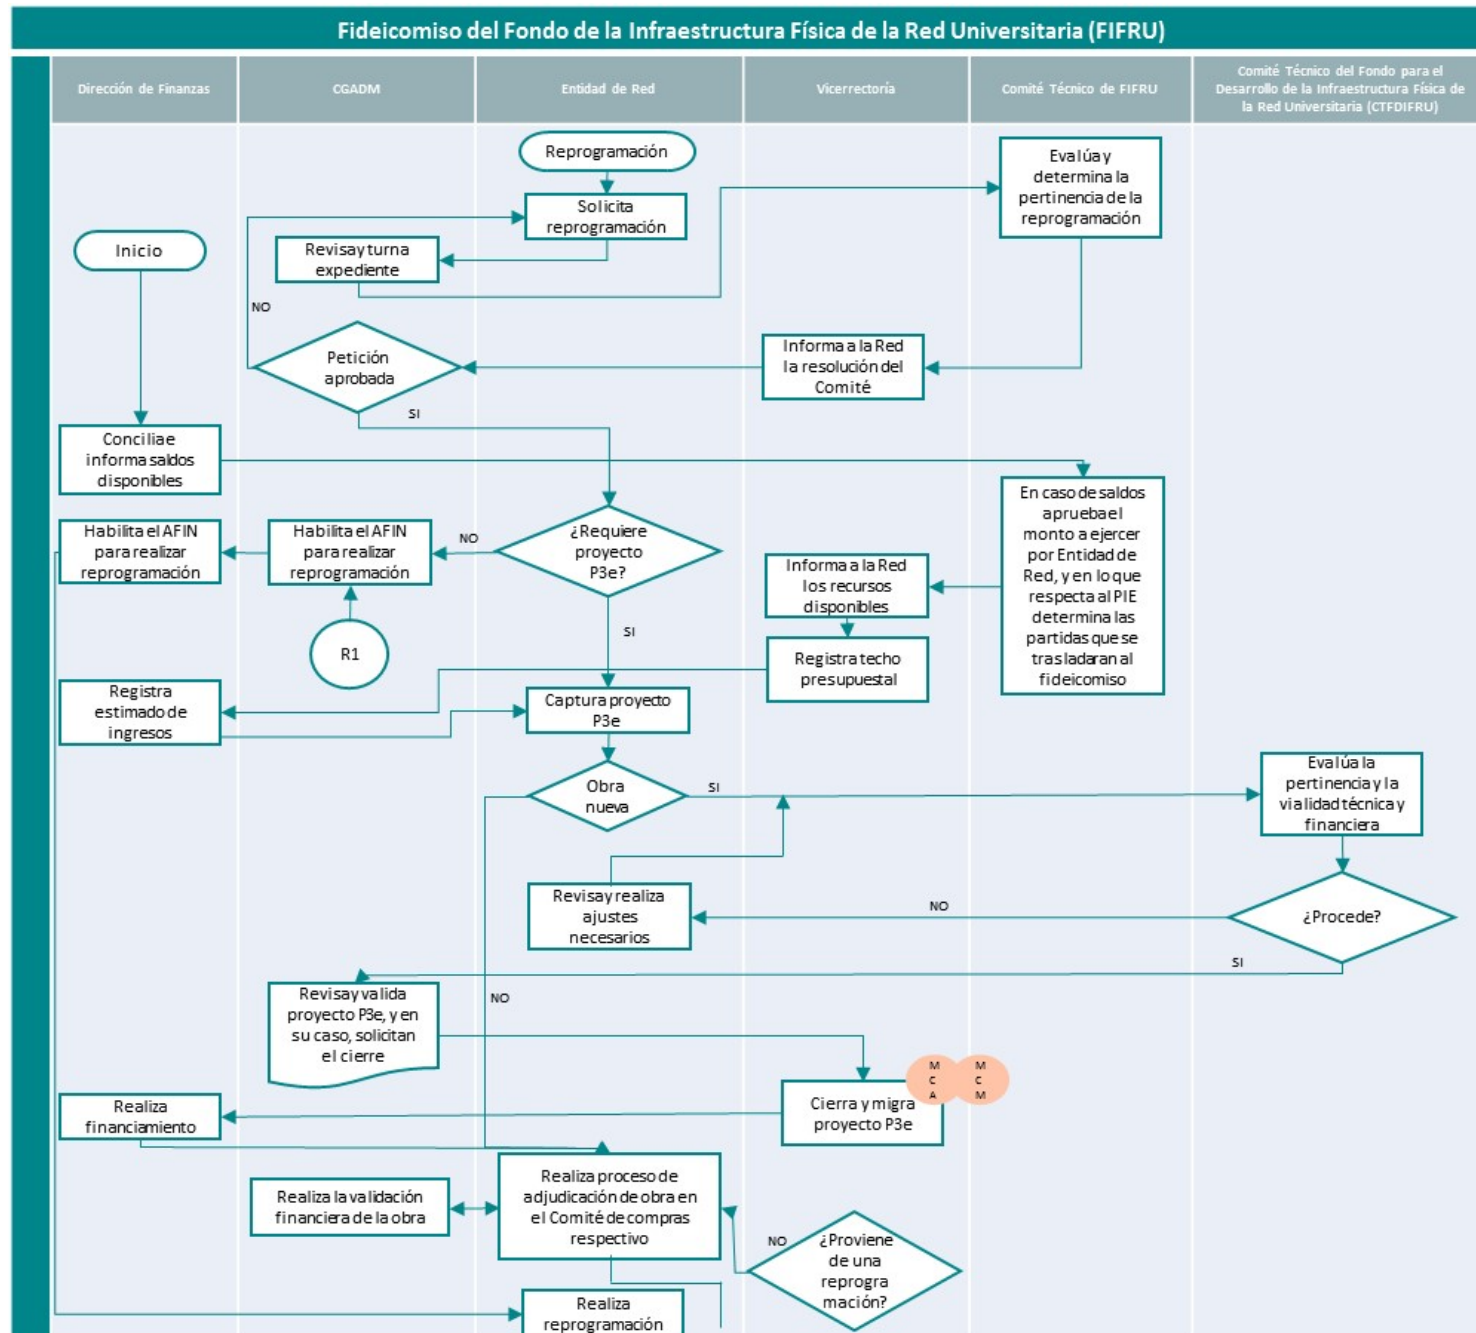 Fideicomiso del Fondo de la Infraestructura Física de la Red Universitaria (FIFRU)
Dirección de Finanzas
CGADM
Entidad de Red
Vicerrectoría
Comité Técnico de FIFRU
Comité Técnico del Fondo para el
Desarrollo de la Infraestructura Física de
la Red Universitaria (CTFDIFRU)
Reprogramación
Evalúa y
determina la
pertinencia de la
reprogramación
Solicita
reprogramación
Inicio
Revisa y turna
expediente
NO
Petición
aprobada
Informa a la Red
la resolución del
Comité
SI
Concilia e
informa saldos
disponibles
En caso de saldos
aprueba el
monto a ejercer
por Entidad de
Red, y en lo que
respecta al PIE
determina las
partidas que se
trasladaran al
fideicomiso
Habilita el AFIN
para realizar
reprogramación
Habilita el AFIN
para realizar
reprogramación
NO
¿Requiere
proyecto
P3e?
Informa a la Red
los recursos
disponibles
R1
SI
Registra techo
presupuestal
Registra
estimado de
ingresos
Captura proyecto
P3e
Obra
nueva
SI
Evalúa la
pertinencia y la
vialidad técnica y
financiera
Revisa y realiza
ajustes
necesarios
NO
¿Procede?
SI
Revisa y valida
proyecto P3e, y en
su caso, solicitan
el cierre
NO
M
C
A
M
C
M
Realiza
financiamiento
Cierra y migra
proyecto P3e
Realiza la validación
financiera de la obra
Realiza proceso de
adjudicación de obra en
el Comité de compras
respectivo
NO
¿Proviene
de una
reprogra
mación?
Realiza
reprogramación